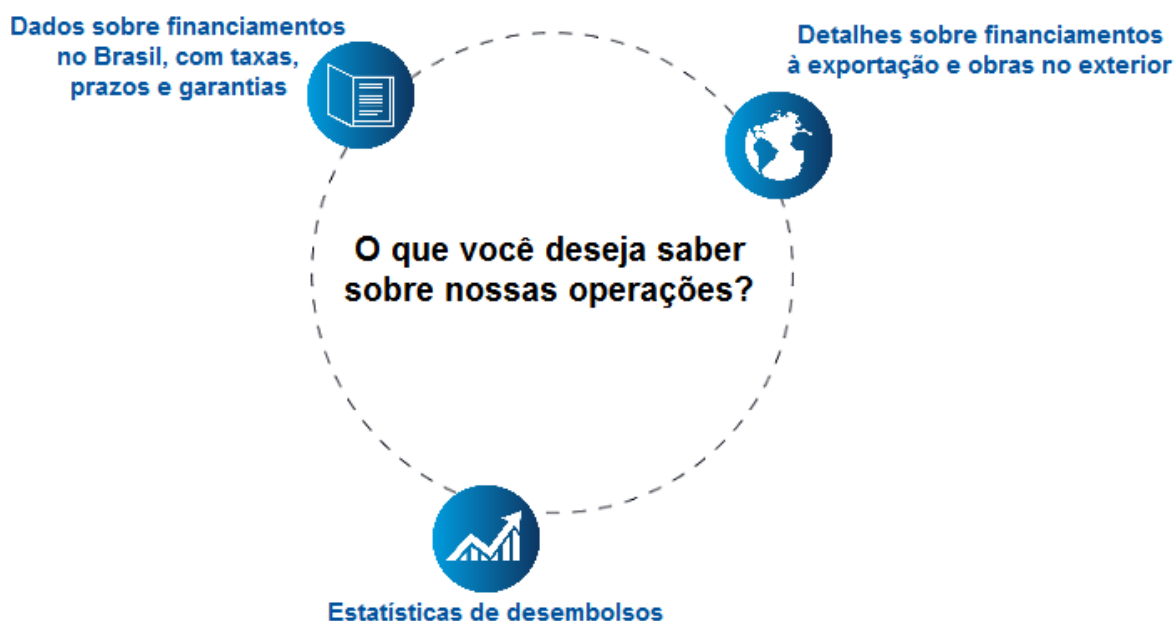 Dados sobre financiamentos
no Brasil, com taxas,
prazos e garantias
Detalhes sobre financiamentos
à exportação e obras no exterior
O que você deseja saber
sobre nossas operações?
Estatísticas de desembolsos